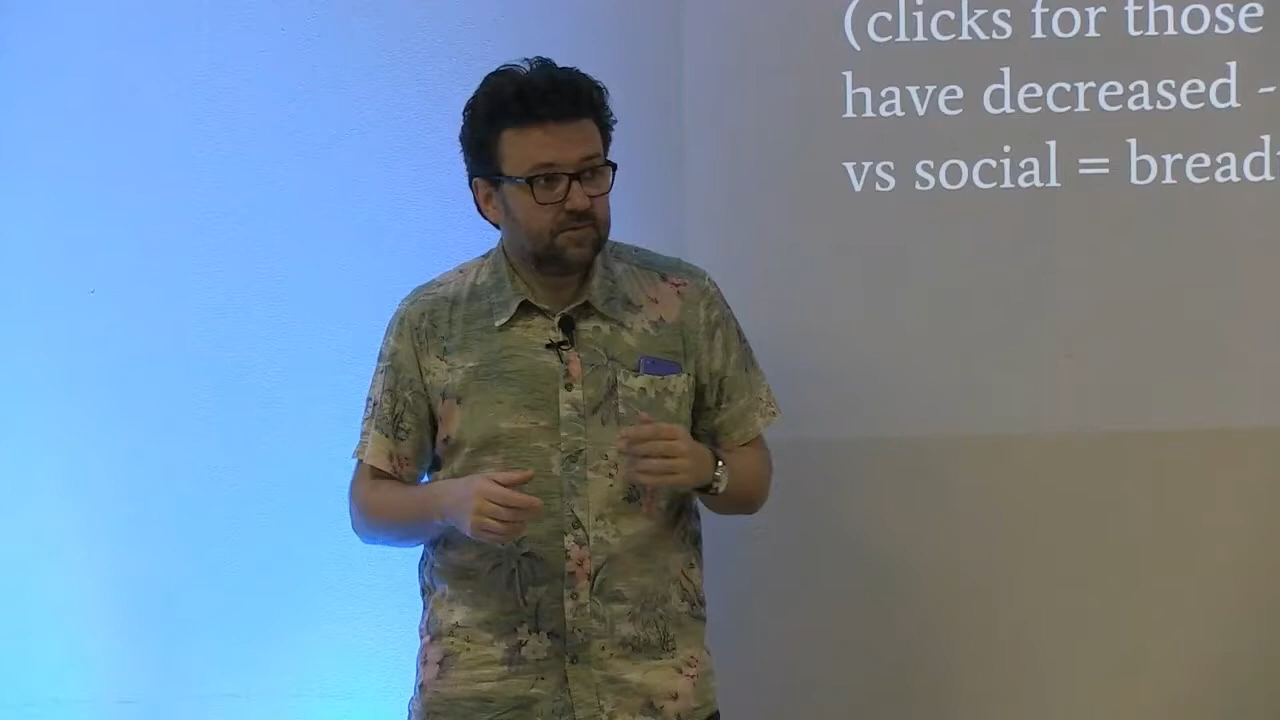 (clicks for those
have decreased -
vs social =